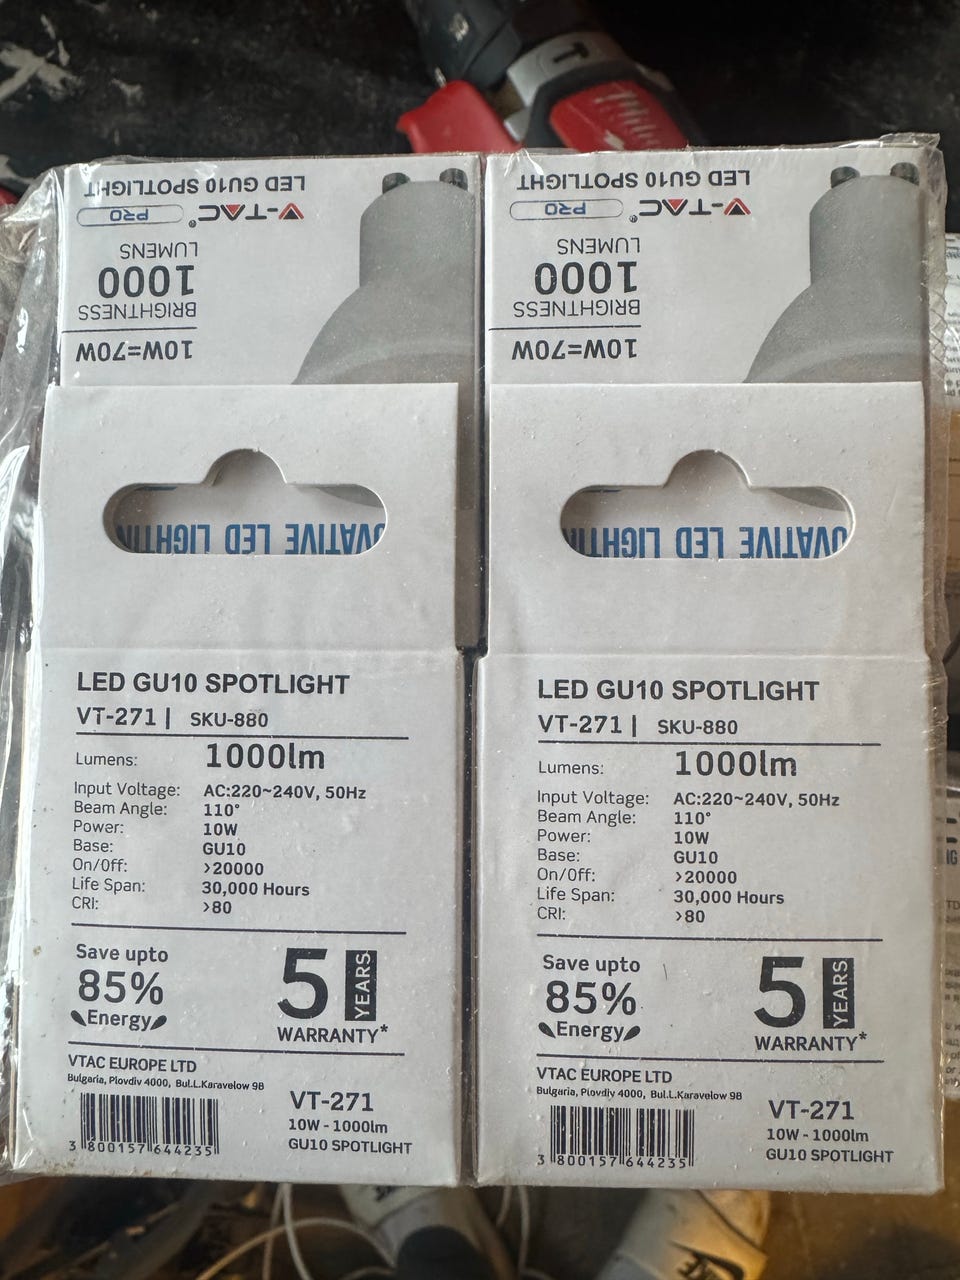 LED GU10 SPOTLIGHT
V-TAC® PRO
LUMENS
1000
BRIGHTNESS
10W=70W
LED GU10 SPOTLIGHT
V-TAC® PRO
LUMENS
1000
BRIGHTNESS
10W=70W
OVATIVE LED LIGHTIN
OVATIVE LED LIGHTIN
LED GU10 SPOTLIGHT
VT-271 | SKU-880
Lumens: 1000lm
Input Voltage: AC:220~240V, 50Hz
Beam Angle: 110°
Power: 10W
Base: GU10
On/Off: >20000
Life Span: 30,000 Hours
CRI: >80
Save upto
85%
Energy
5 YEARS
WARRANTY*
VTAC EUROPE LTD
Bulgaria, Plovdiv 4000, Bul.L.Karavelow 9B
VT-271
10W - 1000lm
GU10 SPOTLIGHT
3 800157 644235
LED GU10 SPOTLIGHT
VT-271 | SKU-880
Lumens: 1000lm
Input Voltage: AC:220~240V, 50Hz
Beam Angle: 110°
Power: 10W
Base: GU10
On/Off: >20000
Life Span: 30,000 Hours
CRI: >80
Save upto
85%
Energy
5 YEARS
WARRANTY*
VTAC EUROPE LTD
Bulgaria, Plovdiv 4000, Bul.L.Karavelow 9B
VT-271
10W - 1000lm
GU10 SPOTLIGHT
3 800157 644235